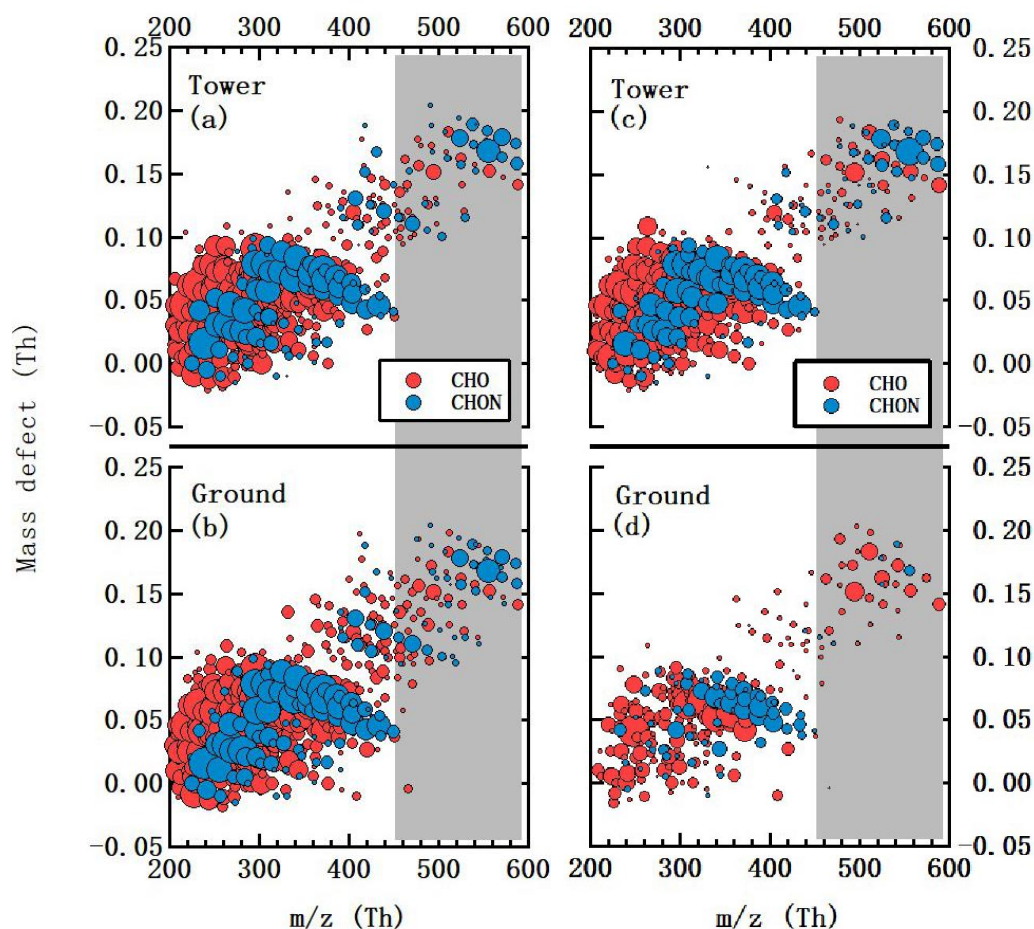 200 300 400 500 600 200 300 400 500 600
0.25 0.25
Tower Tower
(a) (c)
0.20 0.20
0.15 0.15
0.10 0.10
0.05 0.05
0.00 0.00
CHO CHO
CHON CHON
-0.05 -0.05
0.25 0.25
Ground Ground
(b) (d)
0.20 0.20
0.15 0.15
0.10 0.10
0.05 0.05
0.00 0.00
-0.05 -0.05
200 300 400 500 600 200 300 400 500 600
m/z (Th) m/z (Th)
Mass defect (Th)